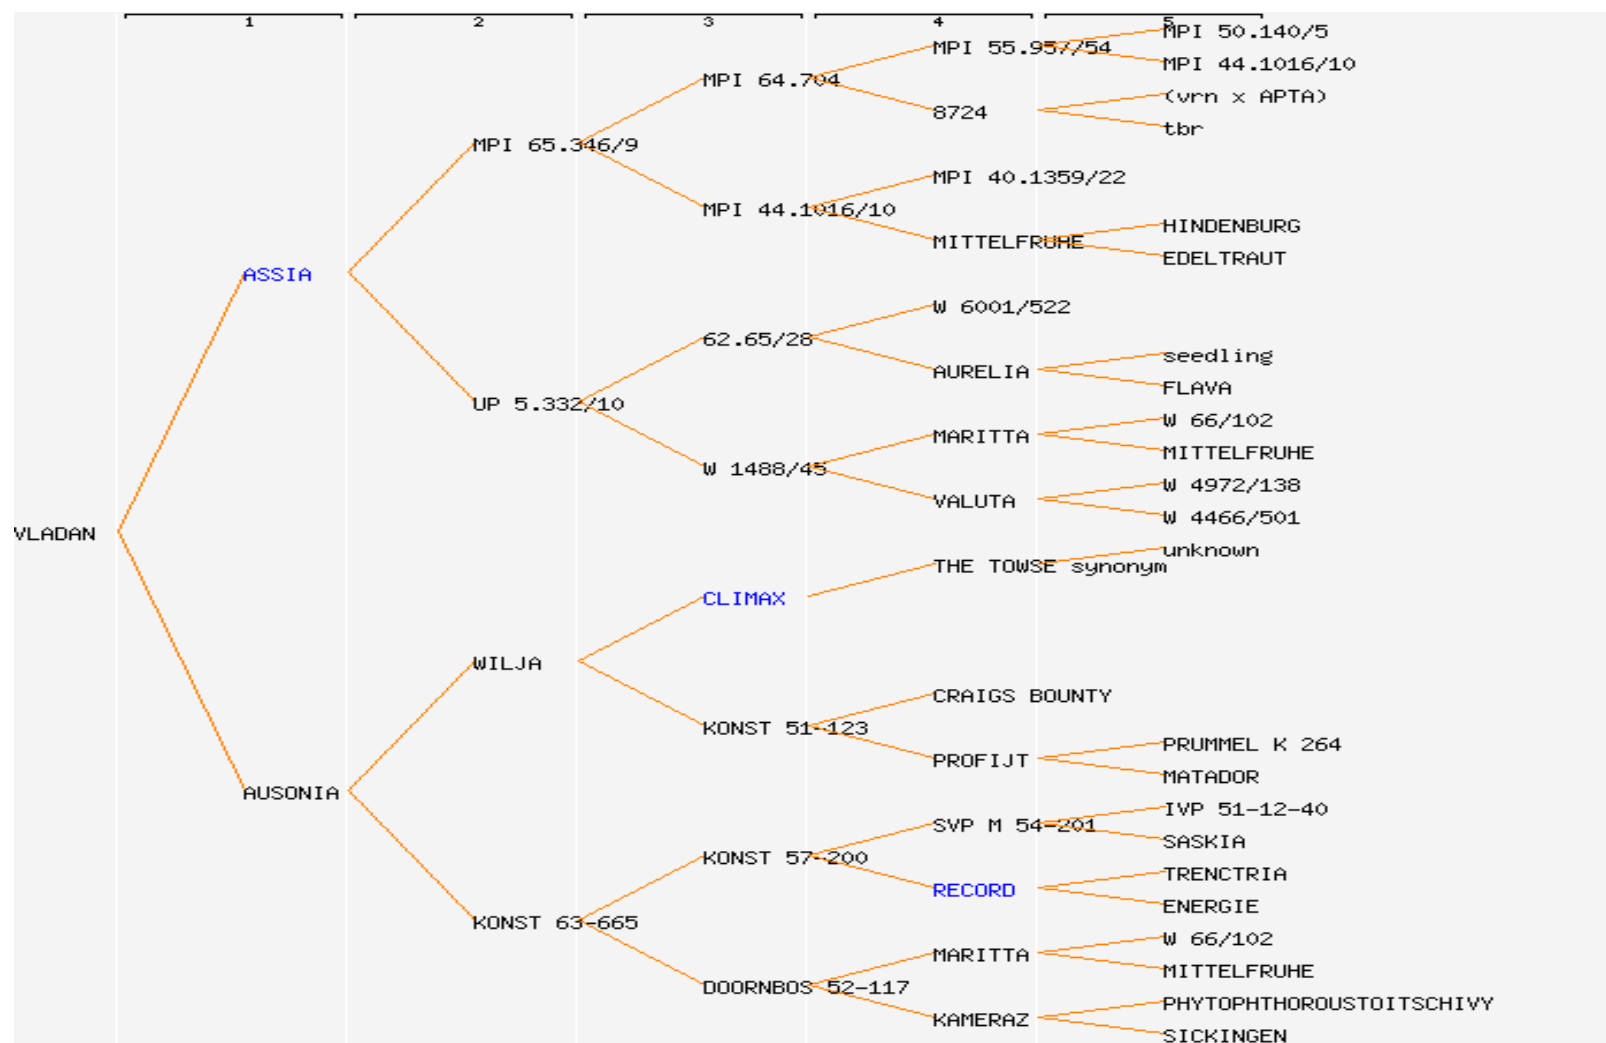 1 2 3 4 5
MPI 50.140/5
MPI 55.957/54
MPI 44.1016/10
MPI 64.704
(vrn x APTA)
8724
tbr
MPI 65.346/9
MPI 40.1359/22
MPI 44.1016/10
HINDENBURG
MITTELFRUHE
EDELTRAUT
ASSIA
W 6001/522
62.65/28
seedling
AURELIA
FLAVA
UP 5.332/10
W 66/102
MARITTA
MITTELFRUHE
W 1488/45
W 4972/138
VALUTA
W 4466/501
VLADAN
unknown
THE TOWSE synonym
CLIMAX
WILJA
CRAIGS BOUNTY
KONST 51-123
PRUMMEL K 264
PROFIJT
MATADOR
AUSONIA
IVP 51-12-40
SVP M 54-201
SASKIA
KONST 57-200
TRENCTRIA
RECORD
ENERGIE
KONST 63-665
W 66/102
MARITTA
MITTELFRUHE
DOORNBOS 52-117
PHYTOPHTHOROUSTOITSCHIVY
KAMERAZ
SICKINGEN